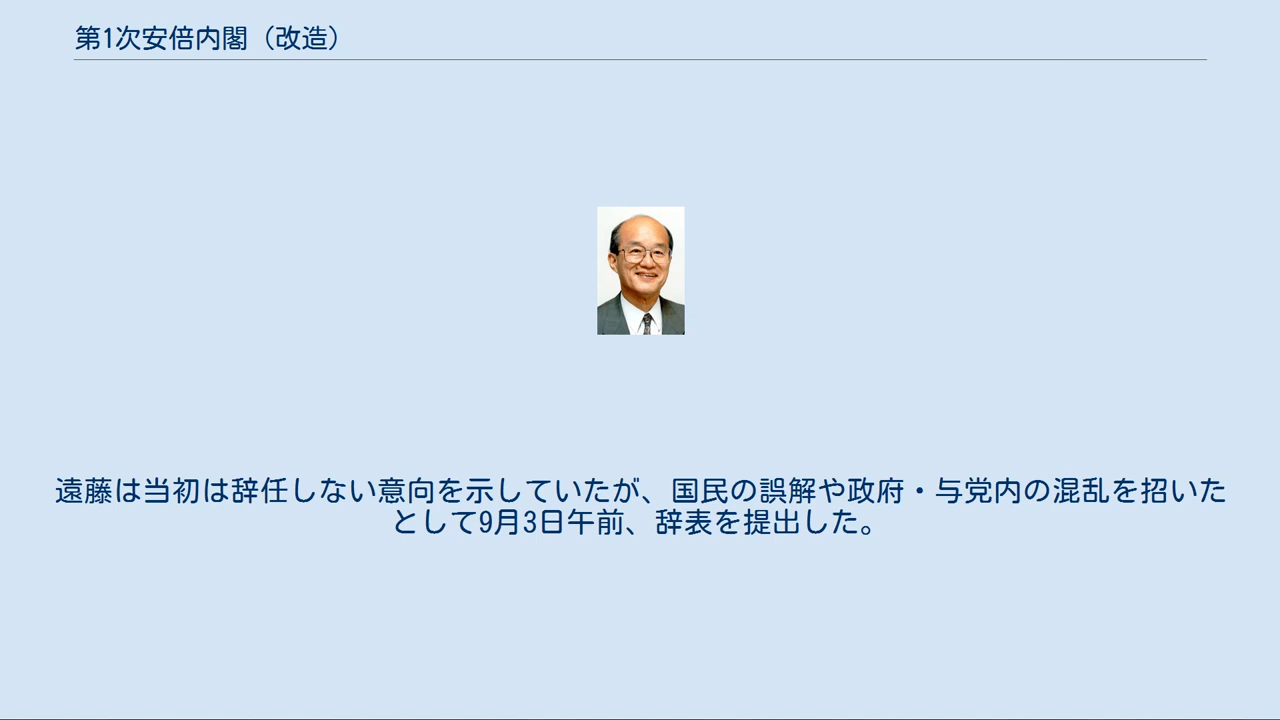 第1次安倍内閣（改造）
遠藤は当初は辞任しない意向を示していたが、国民の誤解や政府・与党内の混乱を招いた
として9月3日午前、辞表を提出した。